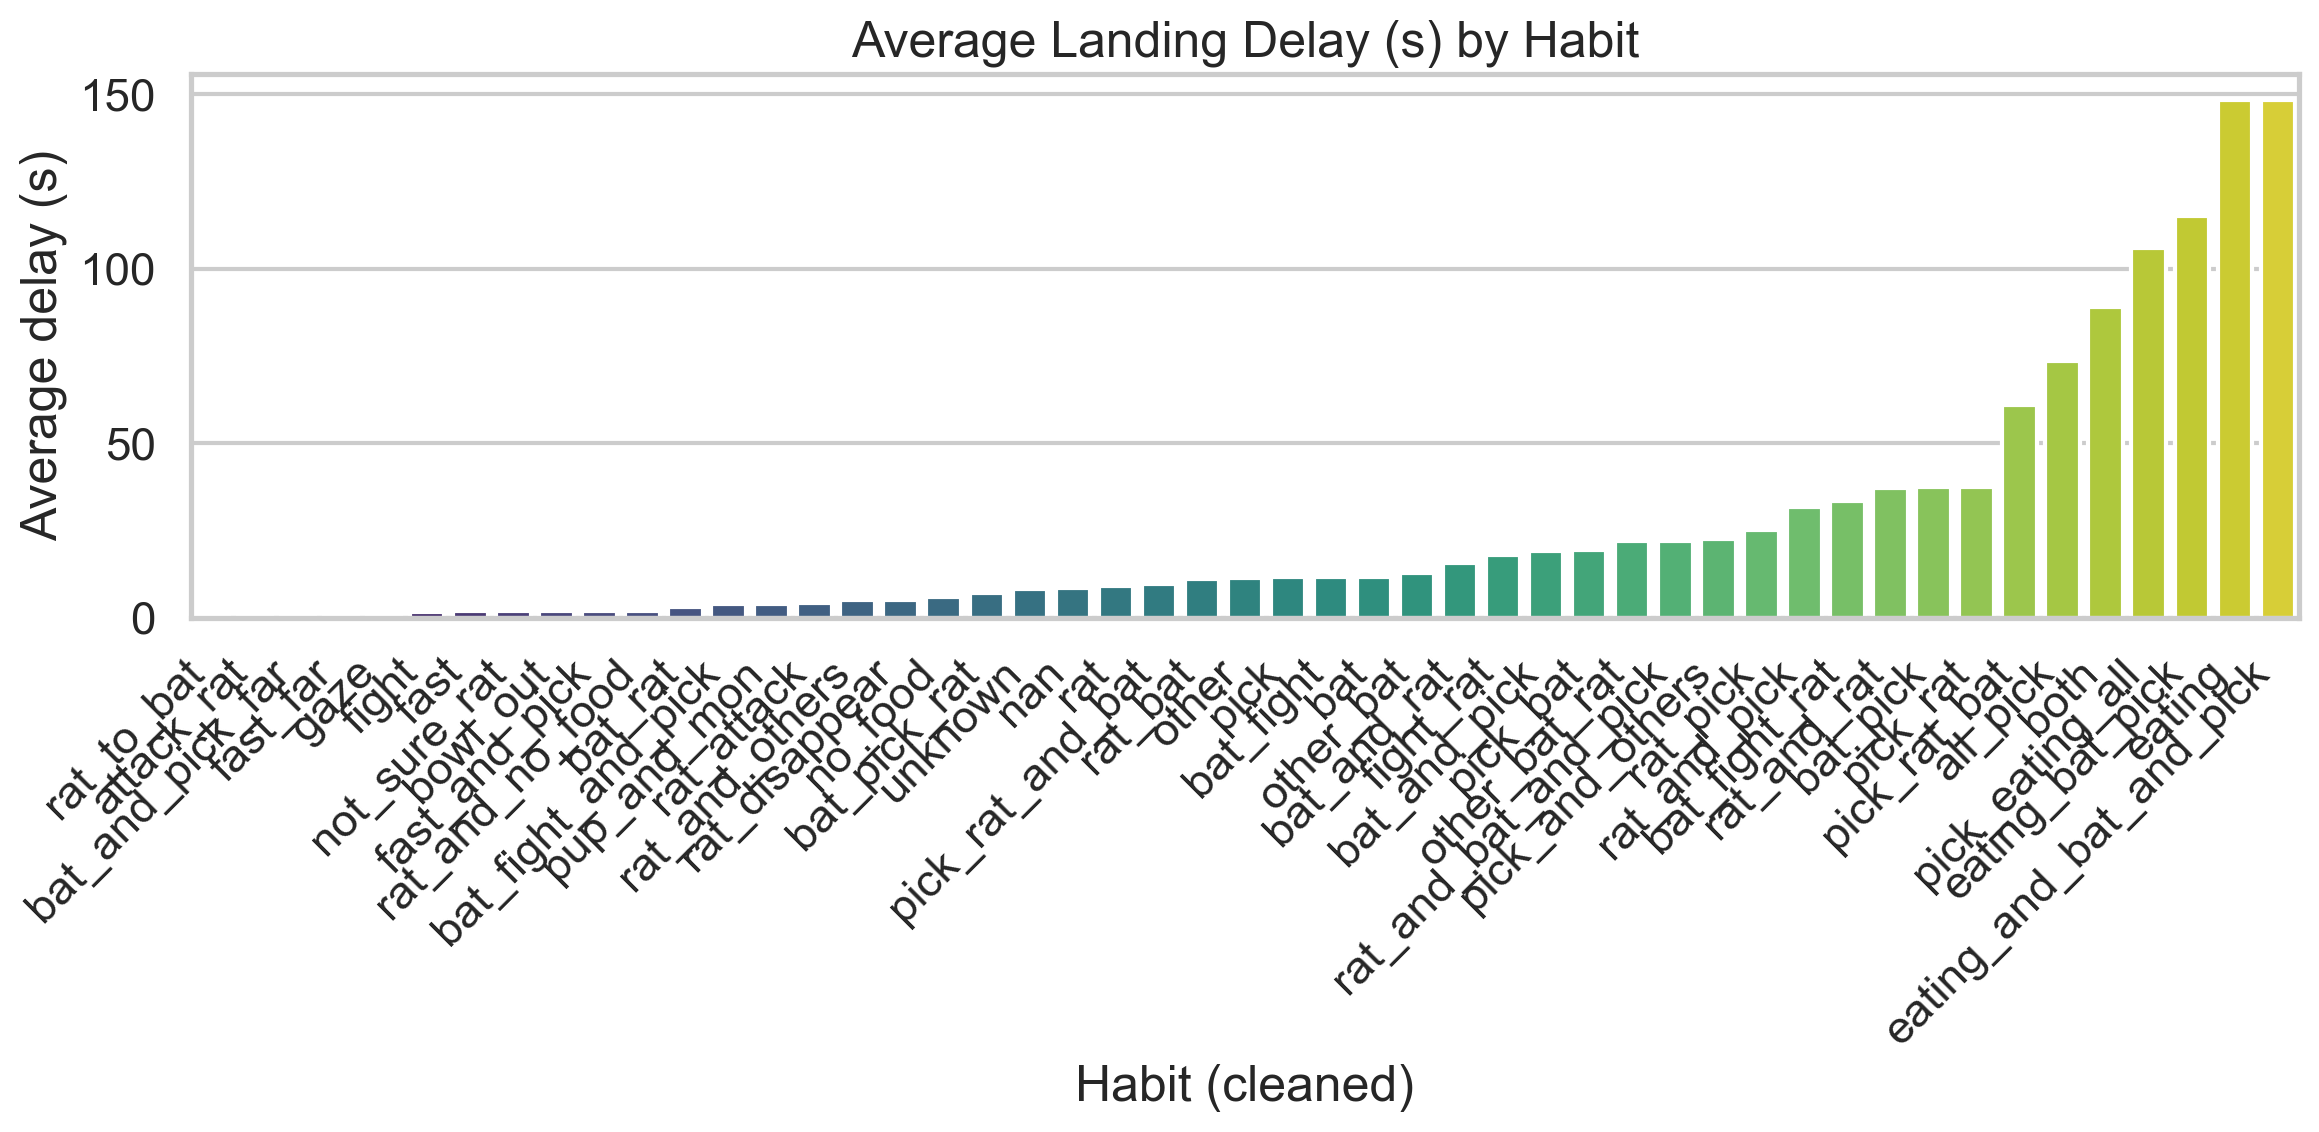 Average Landing Delay (s) by Habit
Average delay (s)
150
100
50
0
rat_to_bat
attack_rat
bat_and_pick_far
fast_far
gaze
fight
fast
not_sure_rat
bowl_out
fast_and_pick
rat_and_no_food
bat_rat
bat_fight_and_pick
pup_and_mon
rat_attack
rat_and_others
rat_disappear
no_food
bat_pick_rat
unknown
nan
rat
pick_rat_and_bat
rat_bat
other
pick
bat_fight
bat
other_bat
bat_and_rat
bat_fight_rat
bat_and_pick
pick_bat
other_bat_rat
rat_and_bat_and_pick
pick_and_others
rat_pick
rat_and_pick
bat_fight_rat
rat_and_rat
rat_bat_pick
pick_rat
pick_rat_bat
all_pick
both
pick_eating_all
eating_bat_pick
eating
eating_and_bat_and_pick
Habit (cleaned)